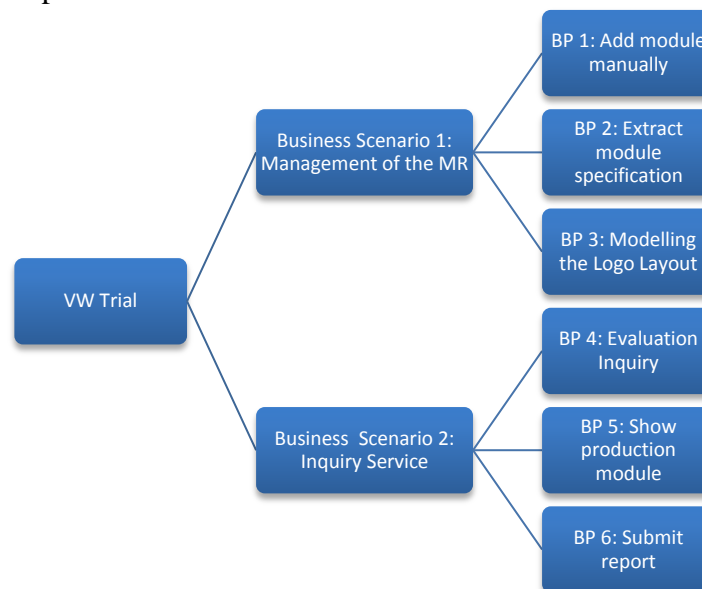 BP 1: Add module
manually
Business Scenario 1:
Management of the MR
BP 2: Extract
module
specification
BP 3: Modelling
the Logo Layout
VW Trial
BP 4: Evaluation
Inquiry
Business Scenario 2:
Inquiry Service
BP 5: Show
production
module
BP 6: Submit
report